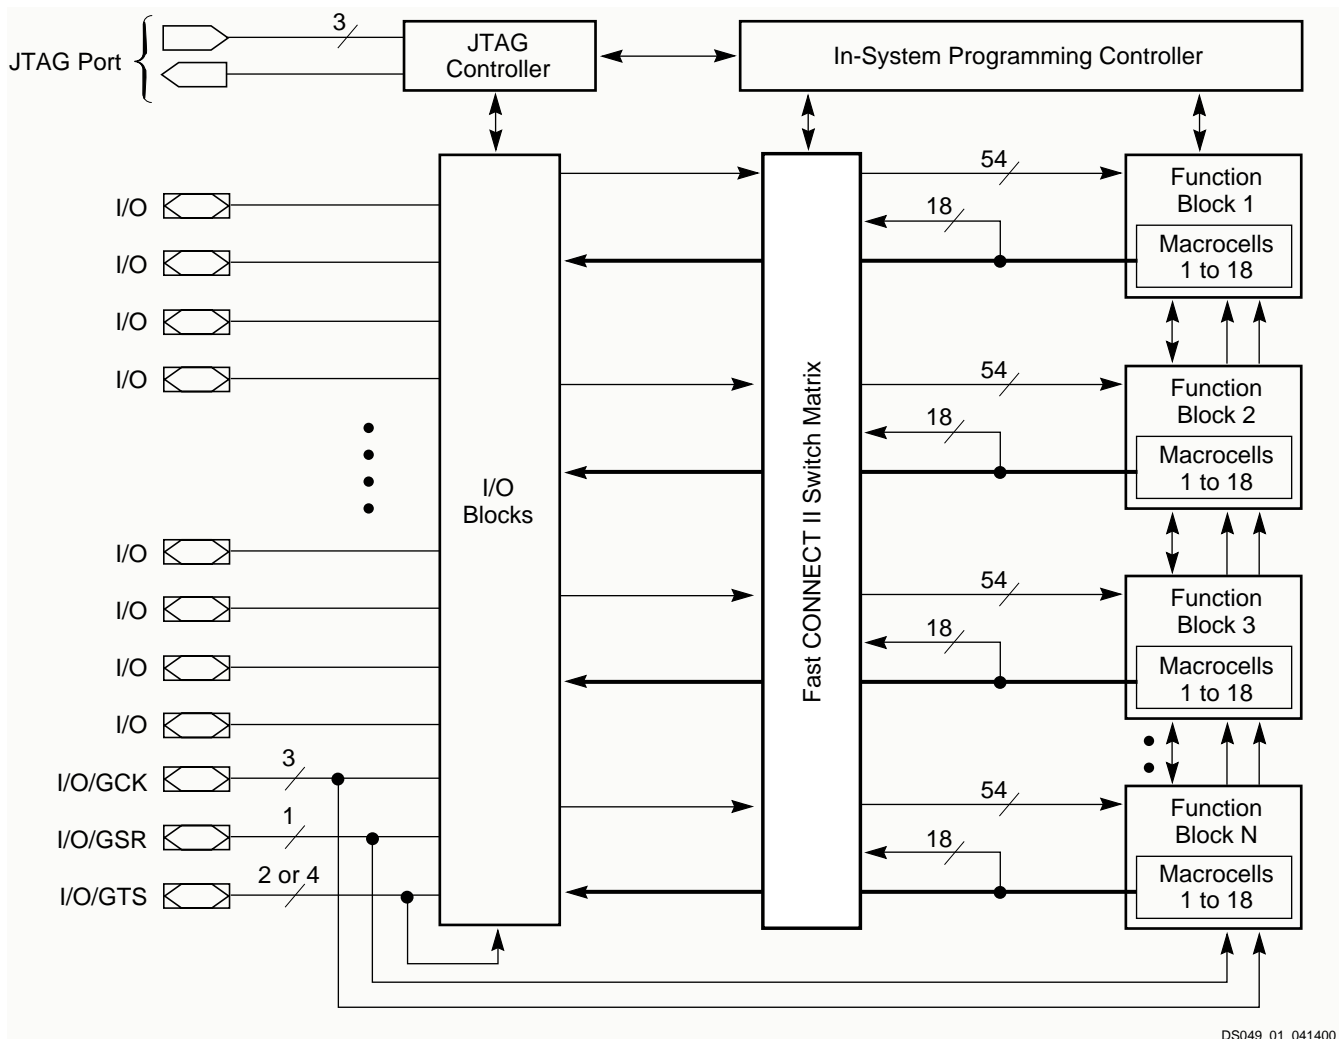 3
JTAG Port
JTAG
Controller
In-System Programming Controller
I/O
I/O
I/O
I/O
I/O
I/O
I/O
I/O
I/O/GCK
3
I/O/GSR
1
I/O/GTS
2 or 4
I/O
Blocks
Fast CONNECT II Switch Matrix
54
18
Function
Block 1
Macrocells
1 to 18
54
18
Function
Block 2
Macrocells
1 to 18
54
18
Function
Block 3
Macrocells
1 to 18
54
18
Function
Block N
Macrocells
1 to 18
DS049_01_041400